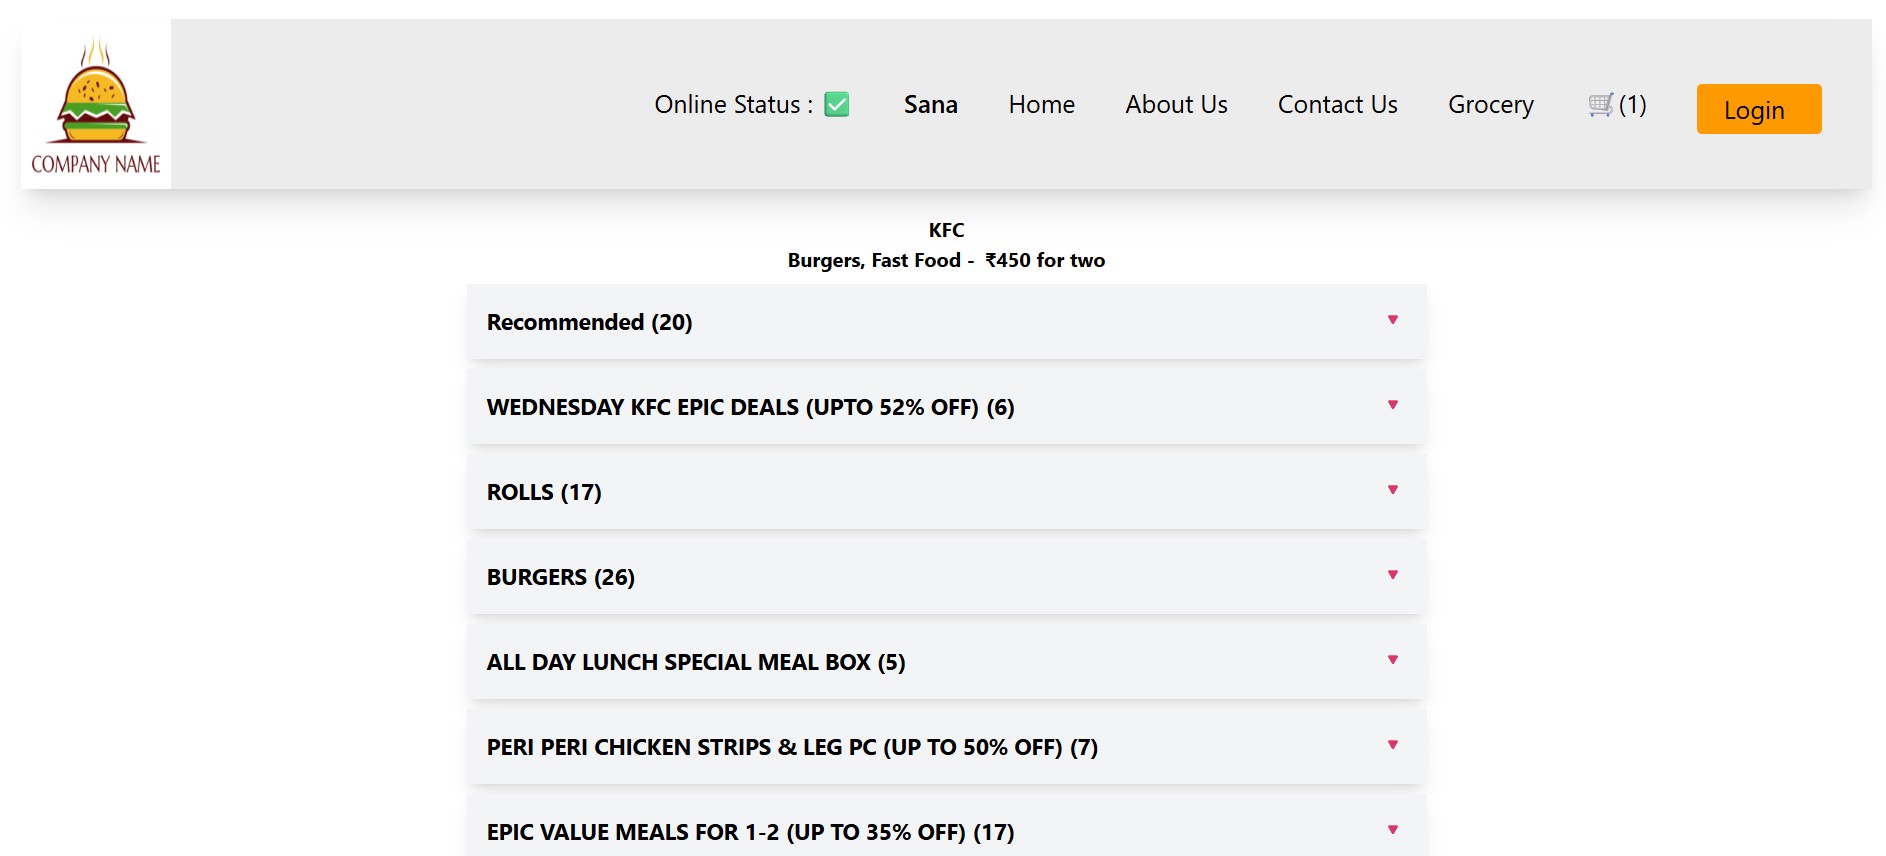 COMPANY NAME
Online Status : ✅ Sana Home About Us Contact Us Grocery 🛒(1) Login
KFC
Burgers, Fast Food - ₹450 for two
Recommended (20)
WEDNESDAY KFC EPIC DEALS (UPTO 52% OFF) (6)
ROLLS (17)
BURGERS (26)
ALL DAY LUNCH SPECIAL MEAL BOX (5)
PERI PERI CHICKEN STRIPS & LEG PC (UP TO 50% OFF) (7)
EPIC VALUE MEALS FOR 1-2 (UP TO 35% OFF) (17)